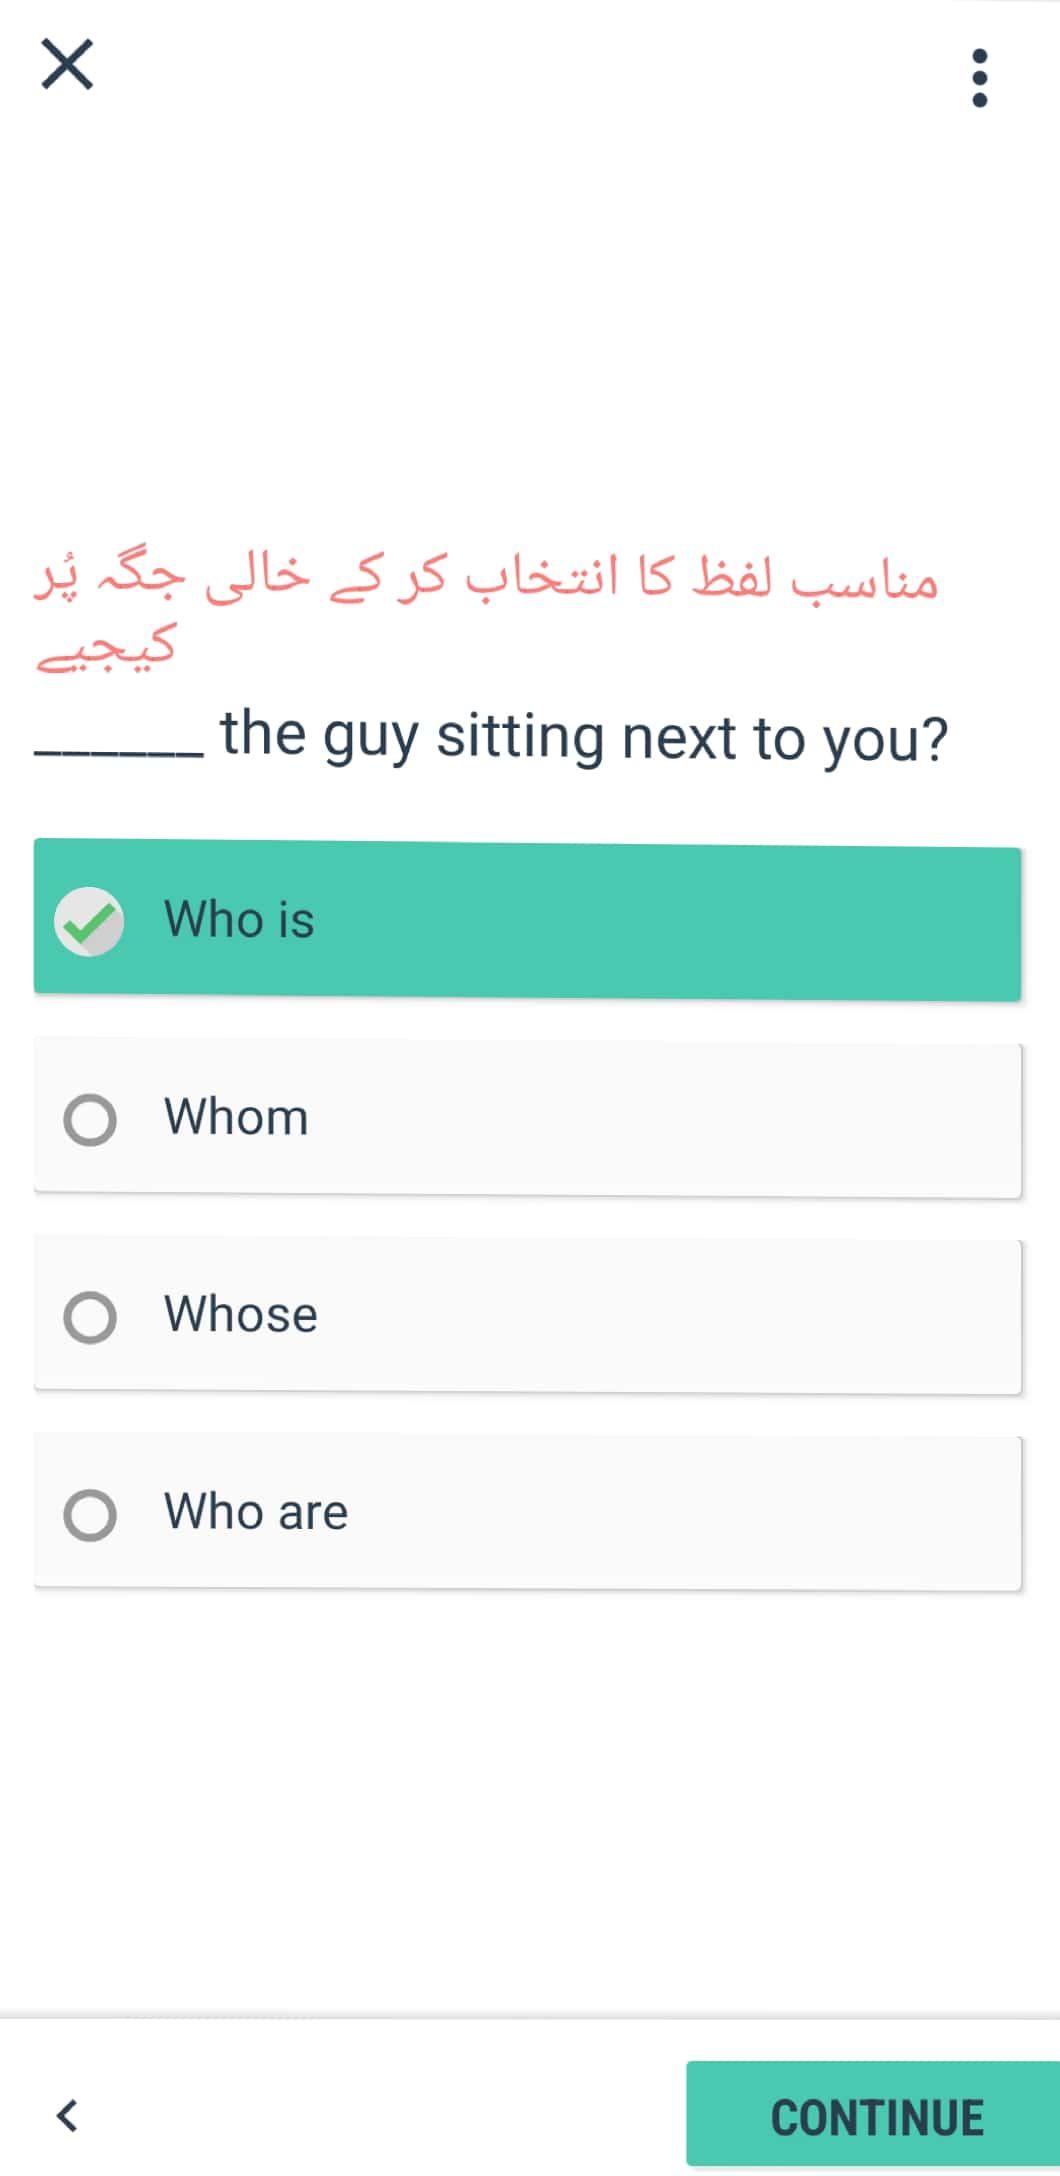 مناسب لفظ کا انتخاب کر کے خالی جگہ پُر
کیجیے
______ the guy sitting next to you?
Who is
Whom
Whose
Who are
CONTINUE